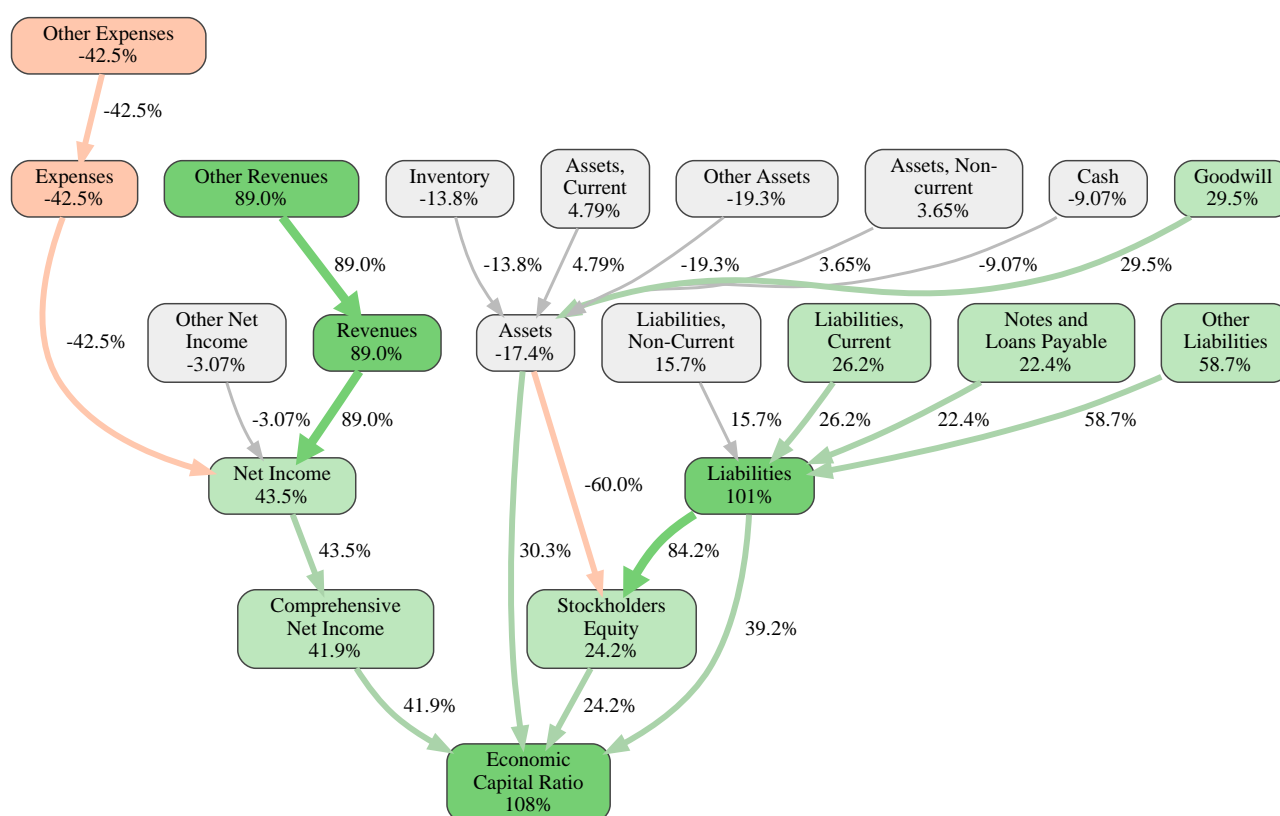 Other Expenses
-42.5%
-42.5%
Expenses
-42.5%
Other Revenues
89.0%
Inventory
-13.8%
Assets,
Current
4.79%
Other Assets
-19.3%
Assets, Non-
current
3.65%
Cash
-9.07%
Goodwill
29.5%
89.0%
-13.8%
4.79%
-19.3%
3.65%
-9.07%
29.5%
-42.5%
Other Net
Income
-3.07%
Revenues
89.0%
Assets
-17.4%
Liabilities,
Non-Current
15.7%
Liabilities,
Current
26.2%
Notes and
Loans Payable
22.4%
Other
Liabilities
58.7%
-3.07%
89.0%
15.7%
26.2%
22.4%
58.7%
Net Income
43.5%
-60.0%
Liabilities
101%
43.5%
30.3%
84.2%
Comprehensive
Net Income
41.9%
Stockholders
Equity
24.2%
39.2%
41.9%
24.2%
Economic
Capital Ratio
108%